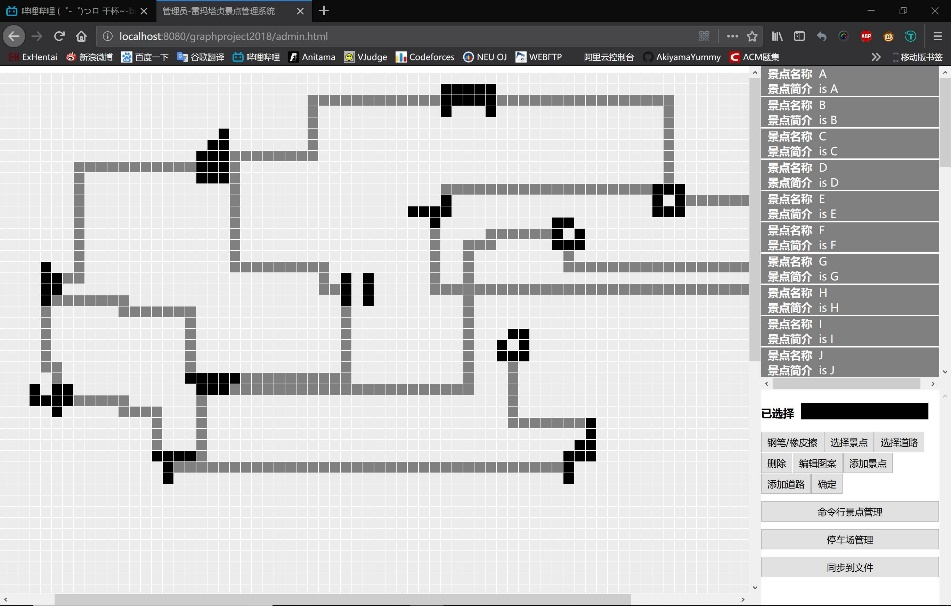 哔哩哔哩 ( ゜- ゜)つロ 干杯~-b
管理员-雷玛塔贞景点管理系统
localhost:8080/graphproject2018/admin.html
ExHentai
新浪微博
百度一下
谷歌翻译
哔哩哔哩
Anitama
VJudge
Codeforces
NEU OJ
WEBFTP
阿里云控制台
AkiyamaYummy
ACM题集
移动版书签
景点名称 A
景点简介 is A
景点名称 B
景点简介 is B
景点名称 C
景点简介 is C
景点名称 D
景点简介 is D
景点名称 E
景点简介 is E
景点名称 F
景点简介 is F
景点名称 G
景点简介 is G
景点名称 H
景点简介 is H
景点名称 I
景点简介 is I
景点名称 J
景点简介 is J
已选择
钢笔/橡皮擦 选择景点 选择道路
删除 编辑图案 添加景点
添加道路 确定
命令行景点管理
停车场管理
同步到文件